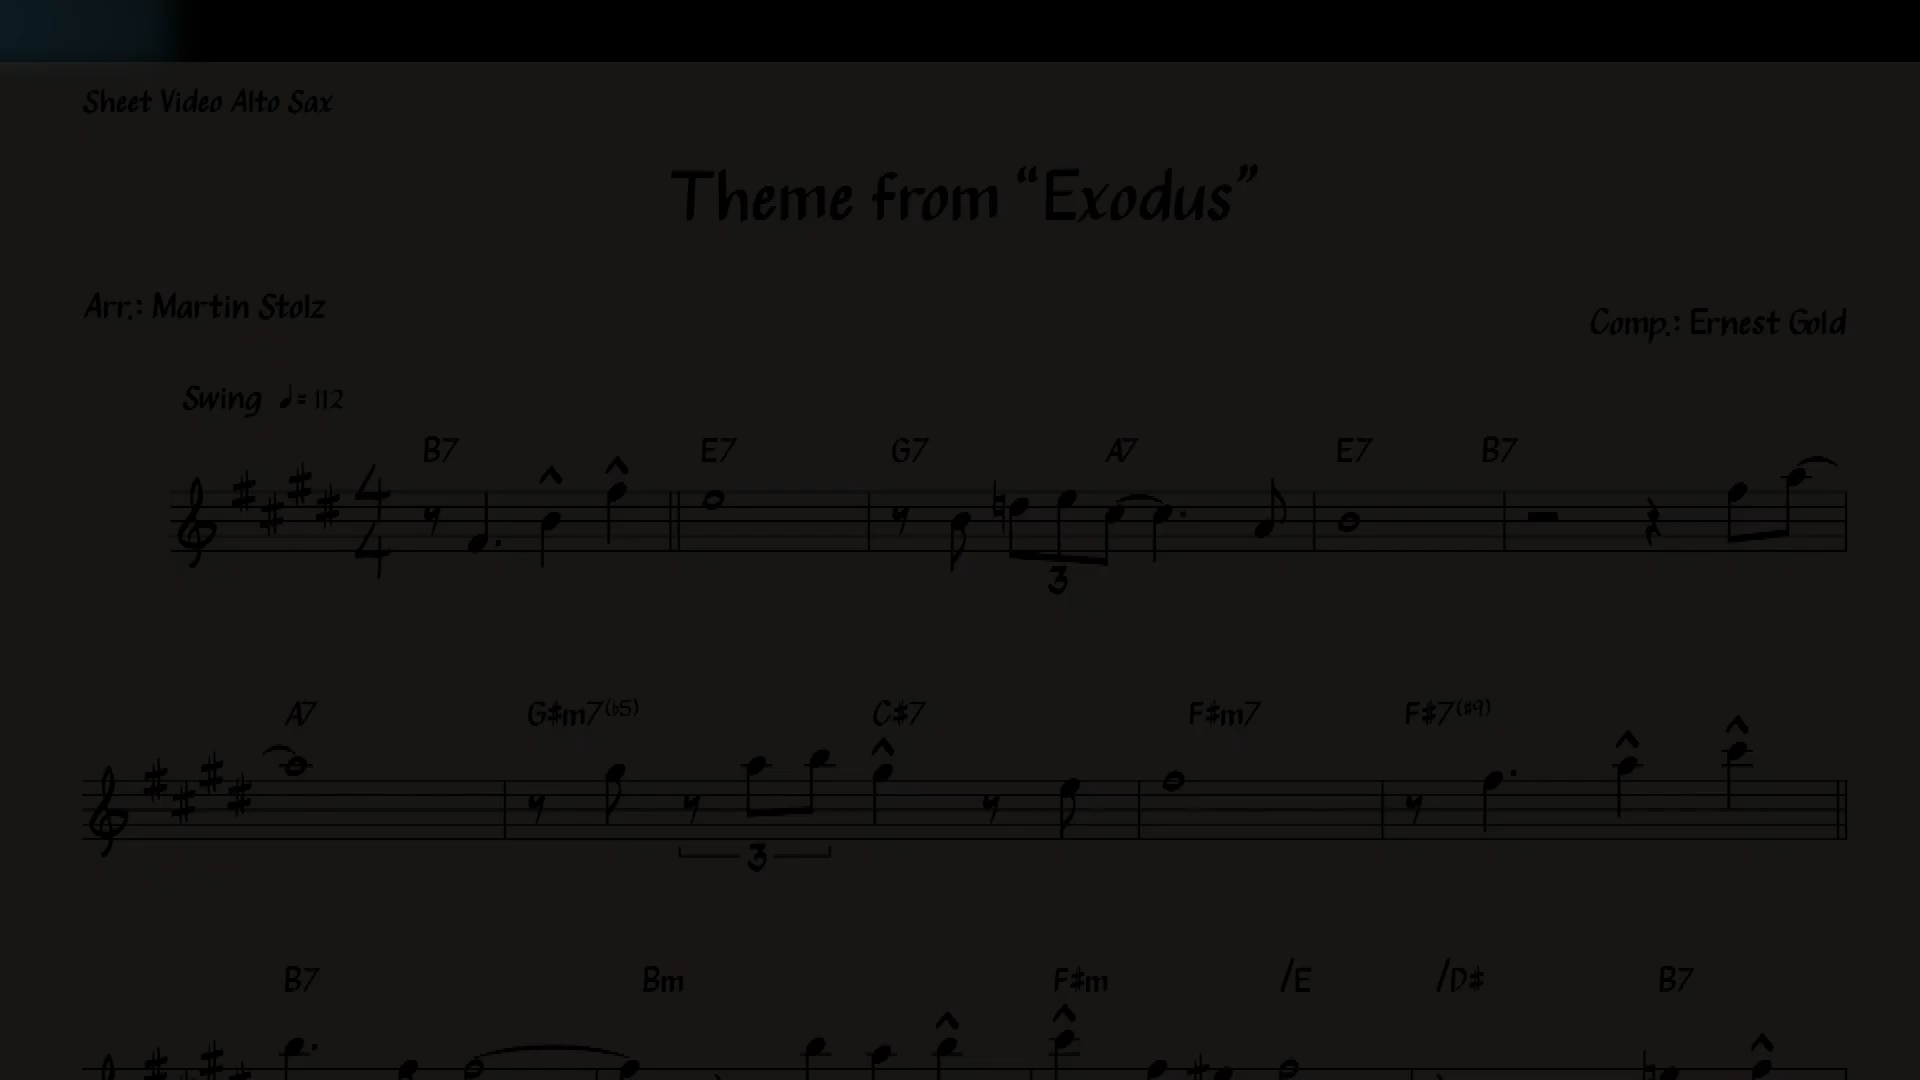 Sheet Video Alto Sax
Theme from “Exodus”
Arr.: Martin Stolz
Comp.: Ernest Gold
Swing ♩= 112
B7 E7 G7 A7 E7 B7
3
A7 G♯m7(♭5) C♯7 F♯m7 F♯7(♯9)
3
B7 Bm F♯m /E /D♯ B7